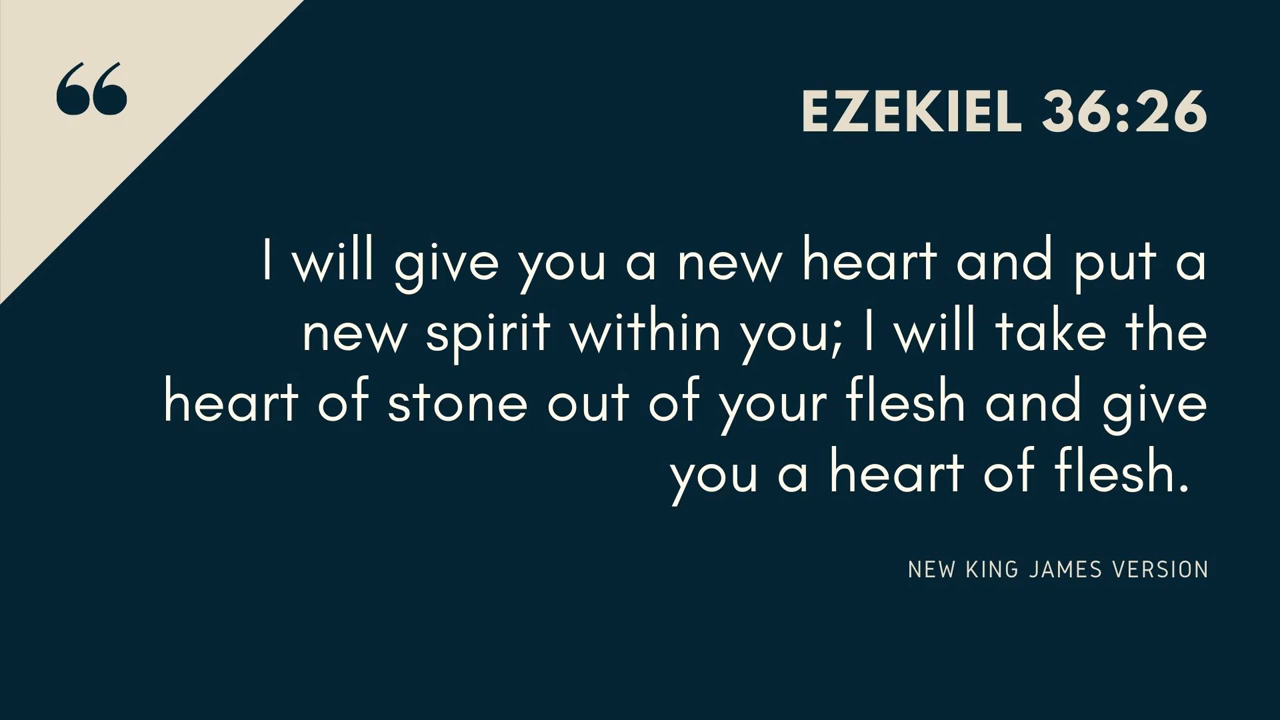 “
EZEKIEL 36:26
I will give you a new heart and put a
new spirit within you; I will take the
heart of stone out of your flesh and give
you a heart of flesh.
NEW KING JAMES VERSION